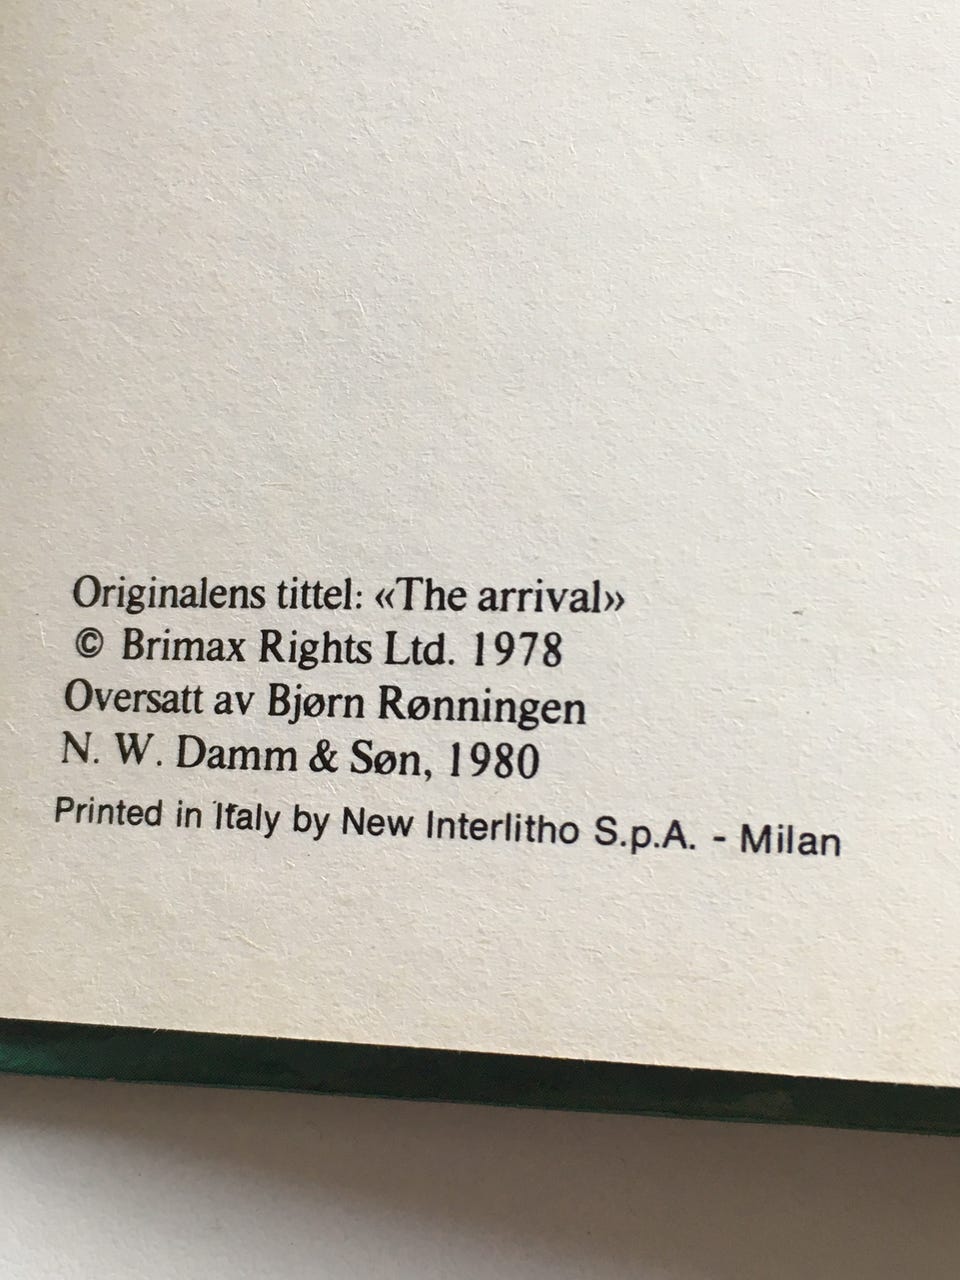 Originalens tittel: «The arrival»
© Brimax Rights Ltd. 1978
Oversatt av Bjørn Rønningen
N. W. Damm & Søn, 1980
Printed in Italy by New Interlitho S.p.A. - Milan